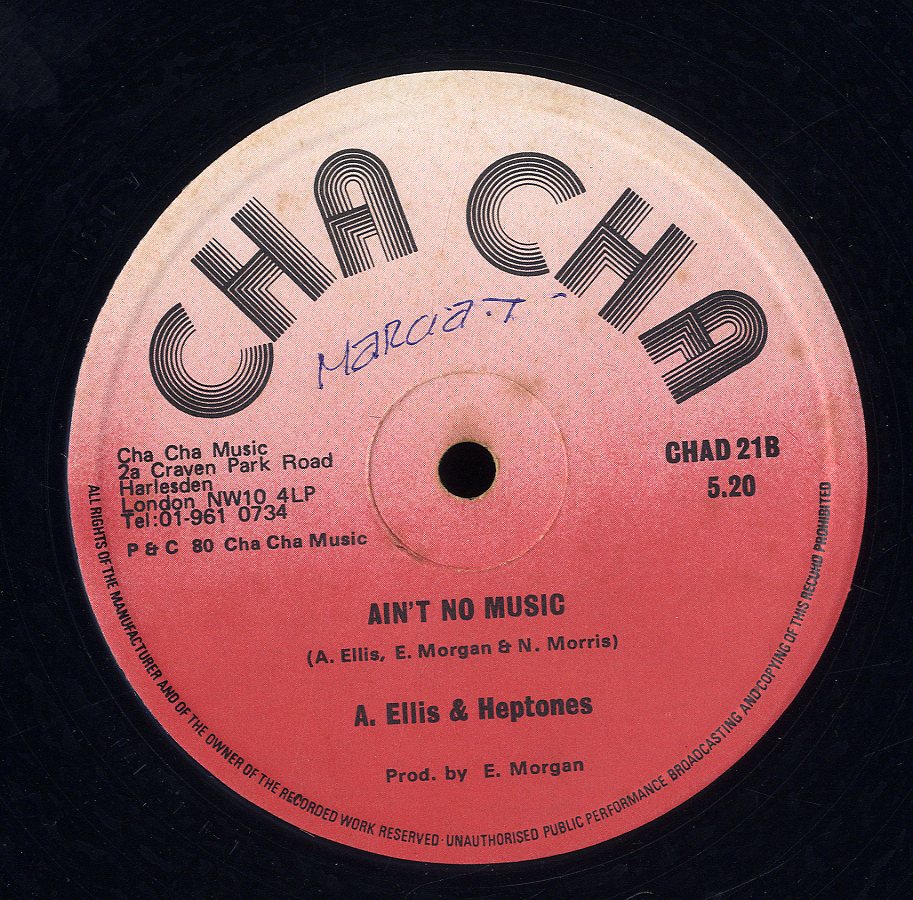 CHA CHA
Cha Cha Music
2a Craven Park Road
Harlesden
London NW10 4LP
Tel:01-961 0734
P & C 80 Cha Cha Music
CHAD 21B
5.20
AIN'T NO MUSIC
(A. Ellis, E. Morgan & N. Morris)
A. Ellis & Heptones
Prod. by E. Morgan
ALL RIGHTS OF THE MANUFACTURER AND OF THE OWNER OF THE RECORDED WORK RESERVED·UNAUTHORISED PUBLIC PERFORMANCE BROADCASTING AND COPYING OF THIS RECORD PROHIBITED